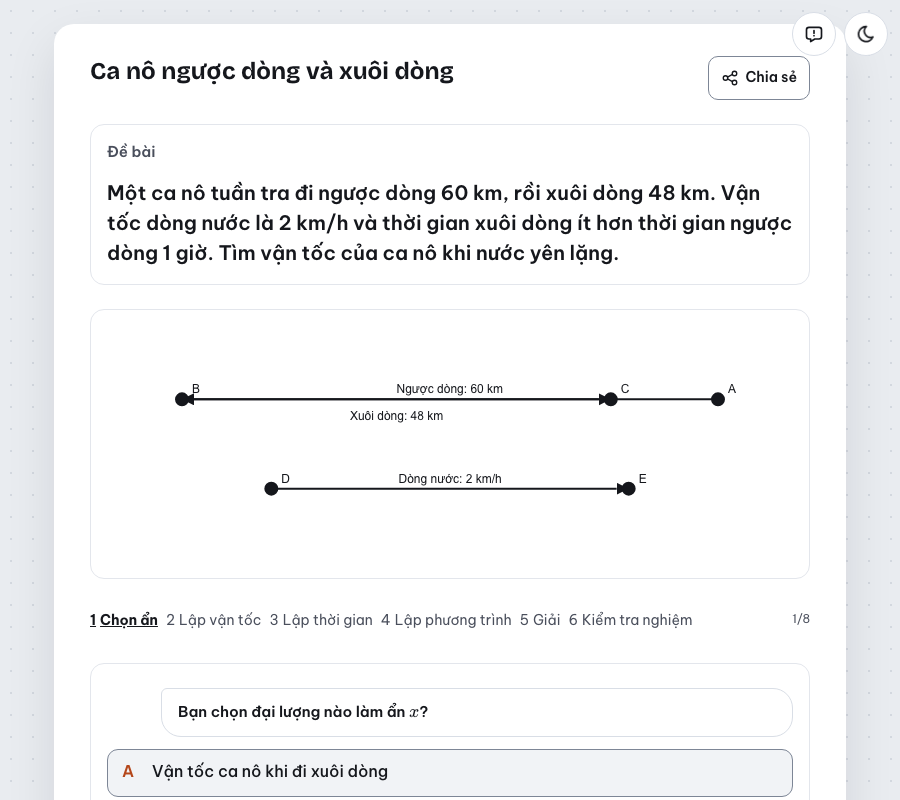 Ca nô ngược dòng và xuôi dòng
Chia sẻ
Đề bài
Một ca nô tuần tra đi ngược dòng 60 km, rồi xuôi dòng 48 km. Vận
tốc dòng nước là 2 km/h và thời gian xuôi dòng ít hơn thời gian ngược
dòng 1 giờ. Tìm vận tốc của ca nô khi nước yên lặng.
B
Ngược dòng: 60 km
C
A
Xuôi dòng: 48 km
D
Dòng nước: 2 km/h
E
1 Chọn ẩn 2 Lập vận tốc 3 Lập thời gian 4 Lập phương trình 5 Giải 6 Kiểm tra nghiệm 1/8
Bạn chọn đại lượng nào làm ẩn x?
A Vận tốc ca nô khi đi xuôi dòng